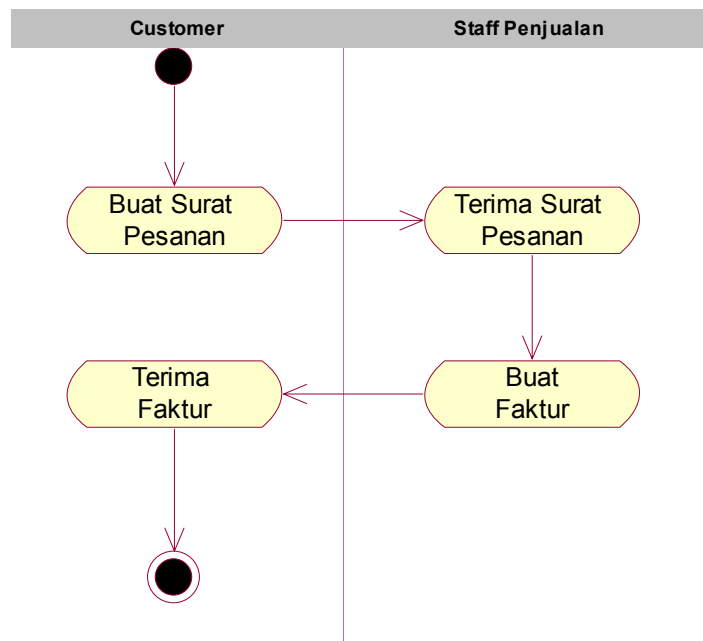 Customer
Staff Penjualan
Buat Surat
Pesanan
Terima Surat
Pesanan
Terima
Faktur
Buat
Faktur